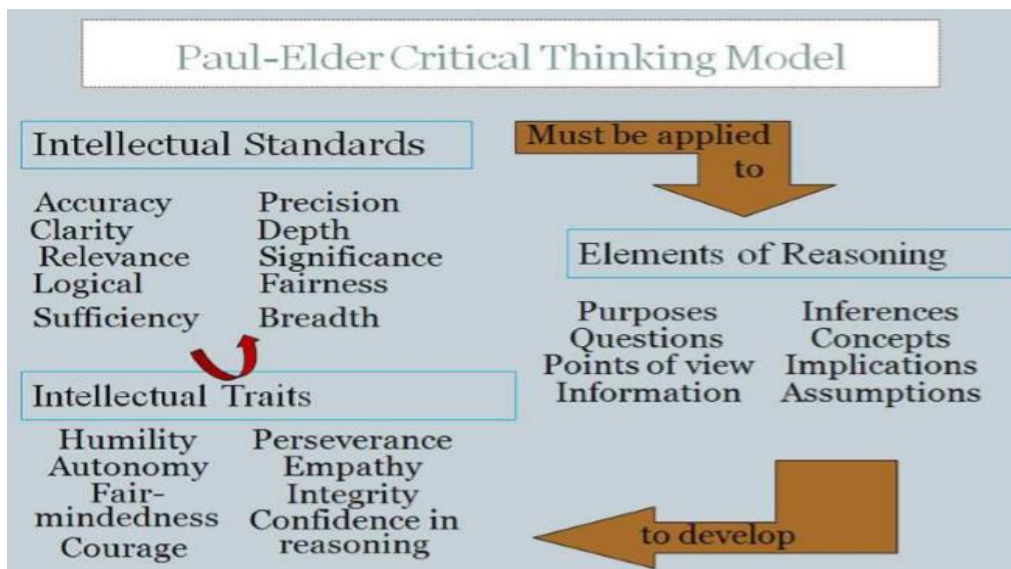 Paul-Elder Critical Thinking Model
Intellectual Standards
Accuracy
Clarity
Relevance
Logical
Sufficiency
Precision
Depth
Significance
Fairness
Breadth
Must be applied
to
Elements of Reasoning
Purposes
Questions
Points of view
Information
Inferences
Concepts
Implications
Assumptions
to develop
Intellectual Traits
Humility
Autonomy
Fair-
mindedness
Courage
Perseverance
Empathy
Integrity
Confidence in
reasoning